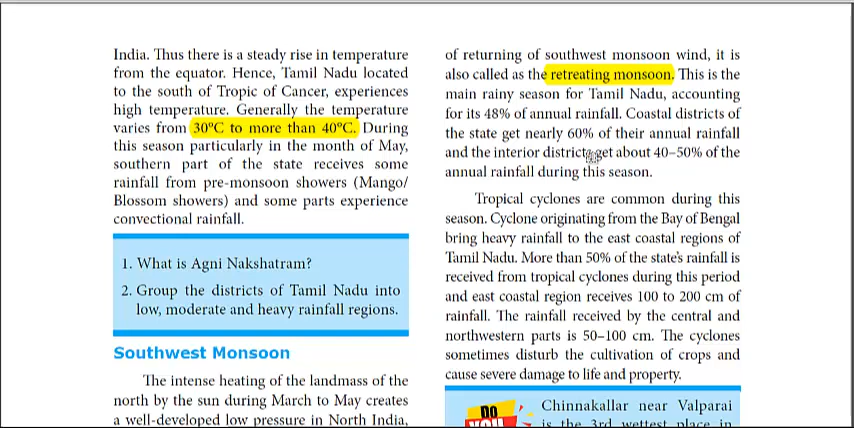 India. Thus there is a steady rise in temperature
from the equator. Hence, Tamil Nadu located
to the south of Tropic of Cancer, experiences
high temperature. Generally the temperature
varies from 30ºC to more than 40ºC. During
this season particularly in the month of May,
southern part of the state receives some
rainfall from pre-monsoon showers (Mango/
Blossom showers) and some parts experience
convectional rainfall.
1. What is Agni Nakshatram?
2. Group the districts of Tamil Nadu into
low, moderate and heavy rainfall regions.
Southwest Monsoon
The intense heating of the landmass of the
north by the sun during March to May creates
a well-developed low pressure in North India,
of returning of southwest monsoon wind, it is
also called as the retreating monsoon. This is the
main rainy season for Tamil Nadu, accounting
for its 48% of annual rainfall. Coastal districts of
the state get nearly 60% of their annual rainfall
and the interior districts get about 40–50% of the
annual rainfall during this season.
Tropical cyclones are common during this
season. Cyclone originating from the Bay of Bengal
bring heavy rainfall to the east coastal regions of
Tamil Nadu. More than 50% of the state's rainfall is
received from tropical cyclones during this period
and east coastal region receives 100 to 200 cm of
rainfall. The rainfall received by the central and
northwestern parts is 50–100 cm. The cyclones
sometimes disturb the cultivation of crops and
cause severe damage to life and property.
DO
YOU
Chinnakallar near Valparai
is the 3rd wettest place in